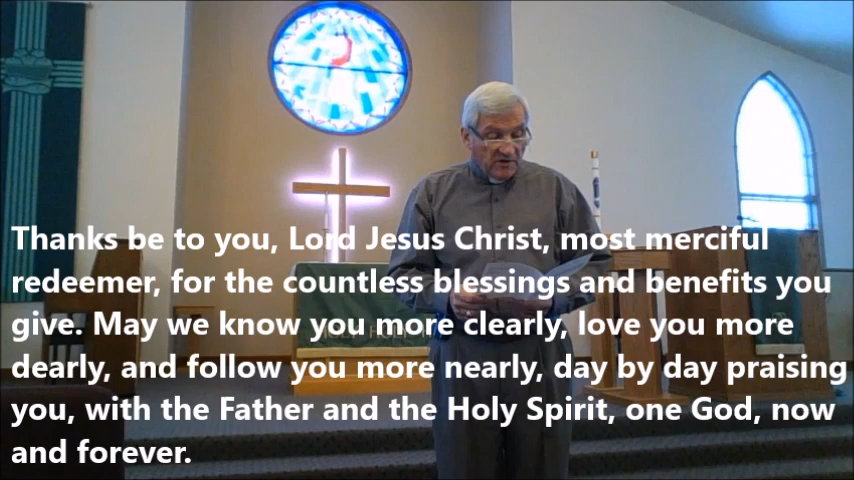 Thanks be to you, Lord Jesus Christ, most merciful
redeemer, for the countless blessings and benefits you
give. May we know you more clearly, love you more
dearly, and follow you more nearly, day by day praising
you, with the Father and the Holy Spirit, one God, now
and forever.
HOLY HOLY